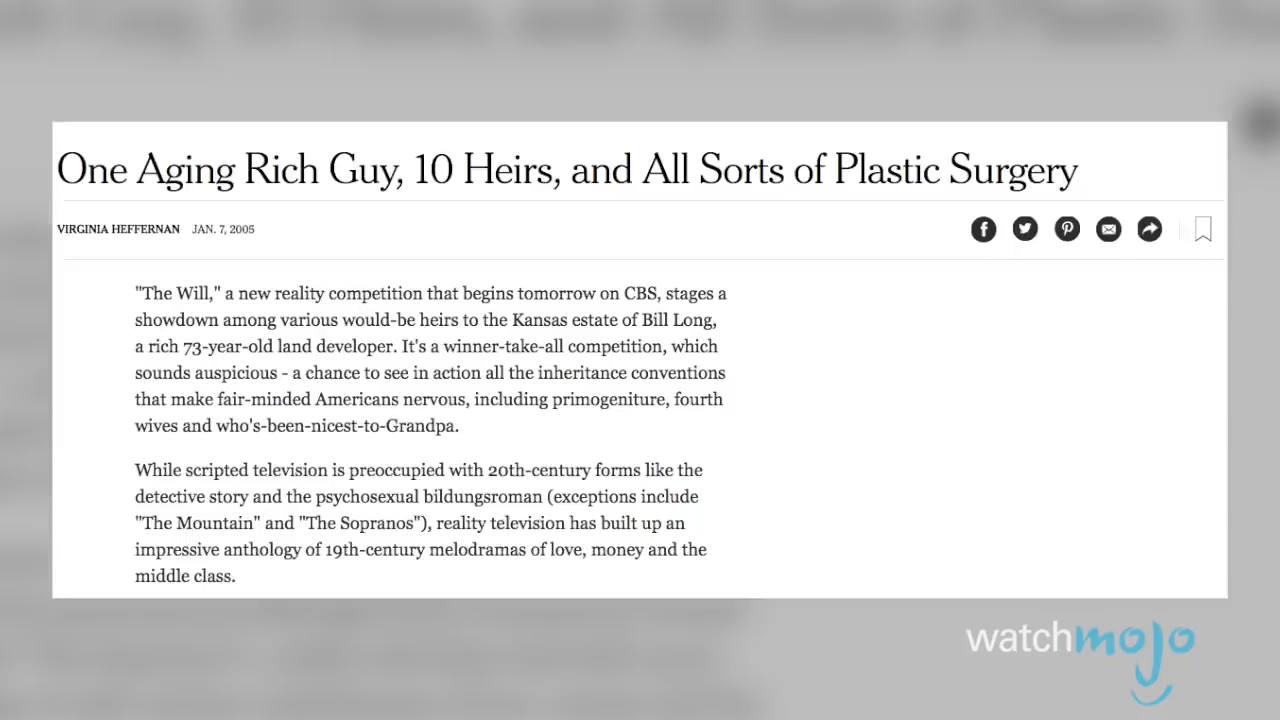 One Aging Rich Guy, 10 Heirs, and All Sorts of Plastic Surgery
VIRGINIA HEFFERNAN JAN. 7, 2005
"The Will," a new reality competition that begins tomorrow on CBS, stages a
showdown among various would-be heirs to the Kansas estate of Bill Long,
a rich 73-year-old land developer. It's a winner-take-all competition, which
sounds auspicious - a chance to see in action all the inheritance conventions
that make fair-minded Americans nervous, including primogeniture, fourth
wives and who's-been-nicest-to-Grandpa.
While scripted television is preoccupied with 20th-century forms like the
detective story and the psychosexual bildungsroman (exceptions include
"The Mountain" and "The Sopranos"), reality television has built up an
impressive anthology of 19th-century melodramas of love, money and the
middle class.
watchmojo